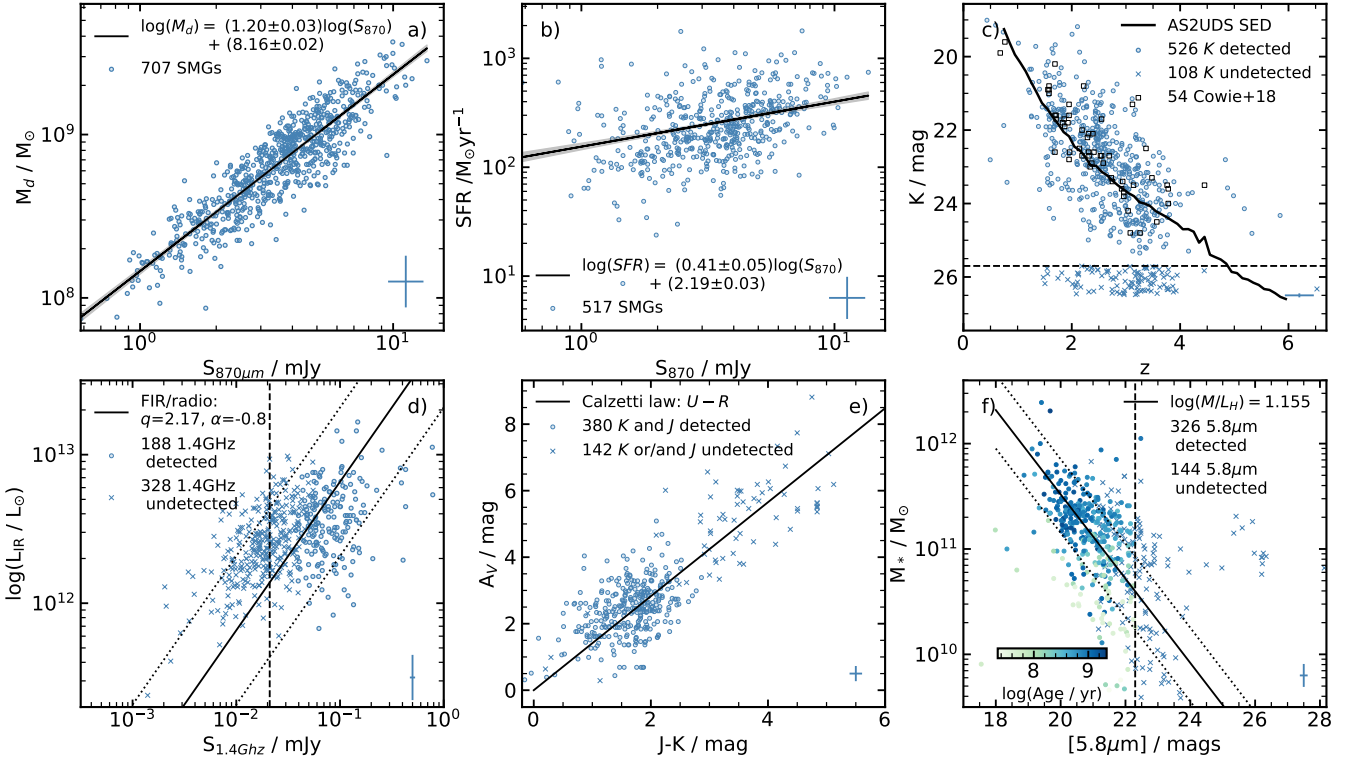 log(M_d) = (1.20±0.03)log(S_870)
+ (8.16±0.02)
707 SMGs
a)
10^9
10^8
M_d / M_⊙
10^0
10^1
S_870μm / mJy
b)
10^3
10^2
10^1
SFR /M_⊙yr^−1
log(SFR) = (0.41±0.05)log(S_870)
+ (2.19±0.03)
517 SMGs
10^0
10^1
S_870 / mJy
c)
AS2UDS SED
526 K detected
108 K undetected
54 Cowie+18
20
22
24
26
K / mag
0
2
4
6
z
FIR/radio:
q=2.17, α=-0.8
188 1.4GHz
detected
328 1.4GHz
undetected
d)
10^13
10^12
log(L_IR / L_⊙)
10^−3
10^−2
10^−1
10^0
S_1.4Ghz / mJy
Calzetti law: U − R
380 K and J detected
142 K or/and J undetected
e)
8
6
4
2
0
A_V / mag
0
2
4
6
J-K / mag
f)
log(M/L_H) = 1.155
326 5.8μm
detected
144 5.8μm
undetected
10^12
10^11
10^10
M_* / M_⊙
8
9
log(Age / yr)
18
20
22
24
26
28
[5.8μm] / mags